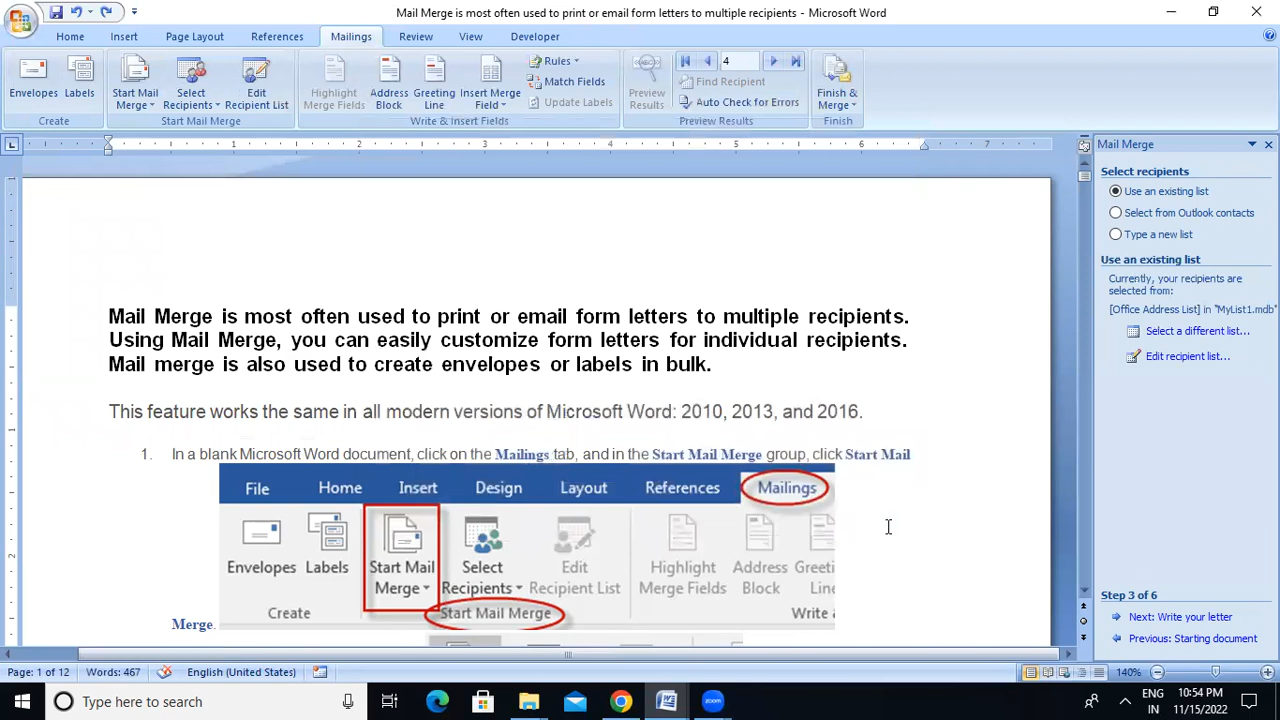 Mail Merge is most often used to print or email form letters to multiple recipients - Microsoft Word
Home Insert Page Layout References Mailings Review View Developer
Envelopes Labels
Create
Start Mail Merge Select Recipients Edit Recipient List
Start Mail Merge
Highlight Merge Fields Address Block Greeting Line Insert Merge Field
Rules
Match Fields
Update Labels
Write & Insert Fields
Preview Results
4
Find Recipient
Auto Check for Errors
Preview Results
Finish & Merge
Finish
1 2 3 4 5 6 7
Mail Merge is most often used to print or email form letters to multiple recipients.
Using Mail Merge, you can easily customize form letters for individual recipients.
Mail merge is also used to create envelopes or labels in bulk.
This feature works the same in all modern versions of Microsoft Word: 2010, 2013, and 2016.
1. In a blank Microsoft Word document, click on the Mailings tab, and in the Start Mail Merge group, click Start Mail
File Home Insert Design Layout References Mailings
Envelopes Labels Start Mail Merge Select Recipients Edit Recipient List Highlight Merge Fields Address Block Greeti Line
Create Start Mail Merge Write &
Merge.
Mail Merge
Select recipients
Use an existing list
Select from Outlook contacts
Type a new list
Use an existing list
Currently, your recipients are
selected from:
[Office Address List] in "MyList1.mdb"
Select a different list...
Edit recipient list...
Step 3 of 6
Next: Write your letter
Previous: Starting document
Page: 1 of 12 Words: 467 English (United States) 140%
Type here to search
zoom
ENG
IN
10:54 PM
11/15/2022